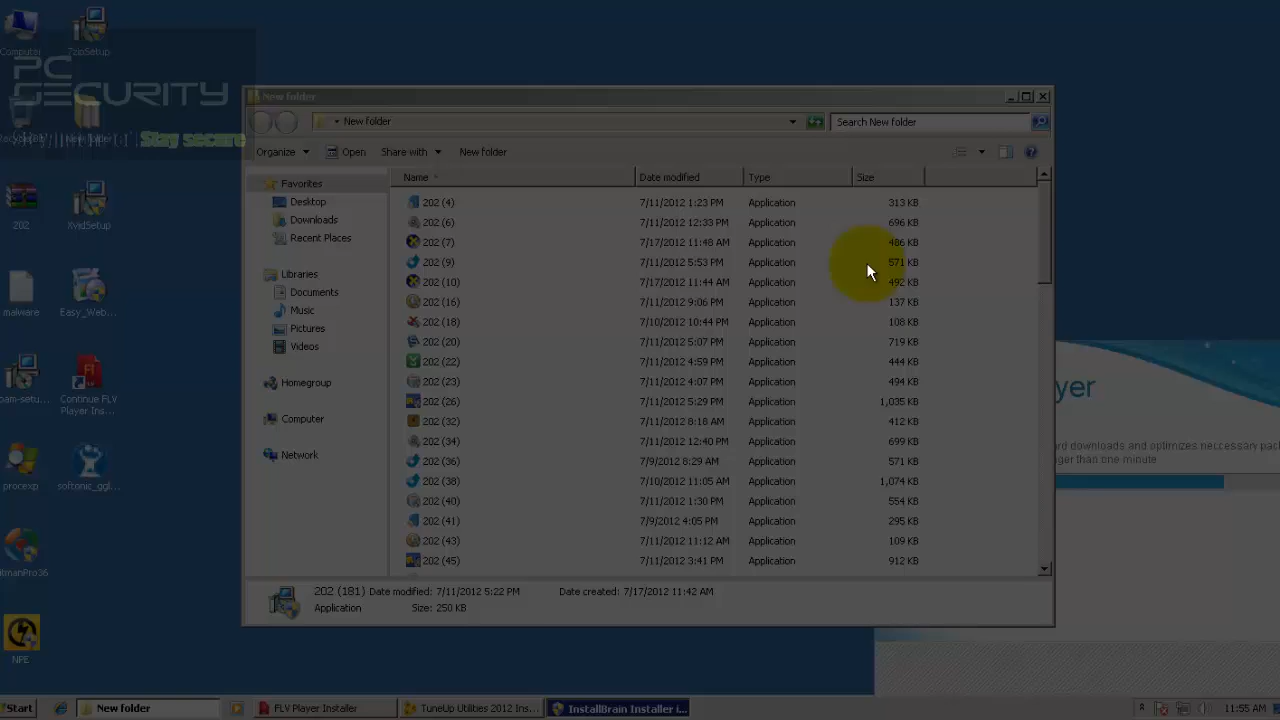 Computer
7zipSetup
PC
SECURITY
Stay secure
202
XvidSetup
malware
Easy_Web...
Continue FLV
Player Ins...
procexp
softonic_ggl...
NPE
New folder
New folder
Search New folder
Organize
Open
Share with
New folder
Favorites
Desktop
Downloads
Recent Places
Libraries
Documents
Music
Pictures
Videos
Homegroup
Computer
Network
Name Date modified Type Size
202 (4) 7/11/2012 1:23 PM Application 313 KB
202 (6) 7/11/2012 12:33 PM Application 696 KB
202 (7) 7/17/2012 11:48 AM Application 486 KB
202 (9) 7/11/2012 5:53 PM Application 571 KB
202 (10) 7/17/2012 11:44 AM Application 492 KB
202 (16) 7/11/2012 9:06 PM Application 137 KB
202 (18) 7/10/2012 10:44 PM Application 108 KB
202 (20) 7/11/2012 5:07 PM Application 719 KB
202 (22) 7/11/2012 4:59 PM Application 444 KB
202 (23) 7/11/2012 4:07 PM Application 494 KB
202 (26) 7/11/2012 5:29 PM Application 1,035 KB
202 (32) 7/11/2012 8:18 AM Application 412 KB
202 (34) 7/11/2012 12:40 PM Application 699 KB
202 (36) 7/9/2012 8:29 AM Application 571 KB
202 (38) 7/10/2012 11:05 AM Application 1,074 KB
202 (40) 7/11/2012 1:30 PM Application 554 KB
202 (41) 7/9/2012 4:05 PM Application 295 KB
202 (43) 7/11/2012 11:12 AM Application 109 KB
202 (45) 7/11/2012 3:41 PM Application 912 KB
202 (181) Date modified: 7/11/2012 5:22 PM Date created: 7/17/2012 11:42 AM
Application Size: 250 KB
yer
rd downloads and optimizes neccessary pac
ger than one minute
Start
New folder
FLV Player Installer
TuneUp Utilities 2012 Ins...
InstallBrain Installer i...
11:55 AM